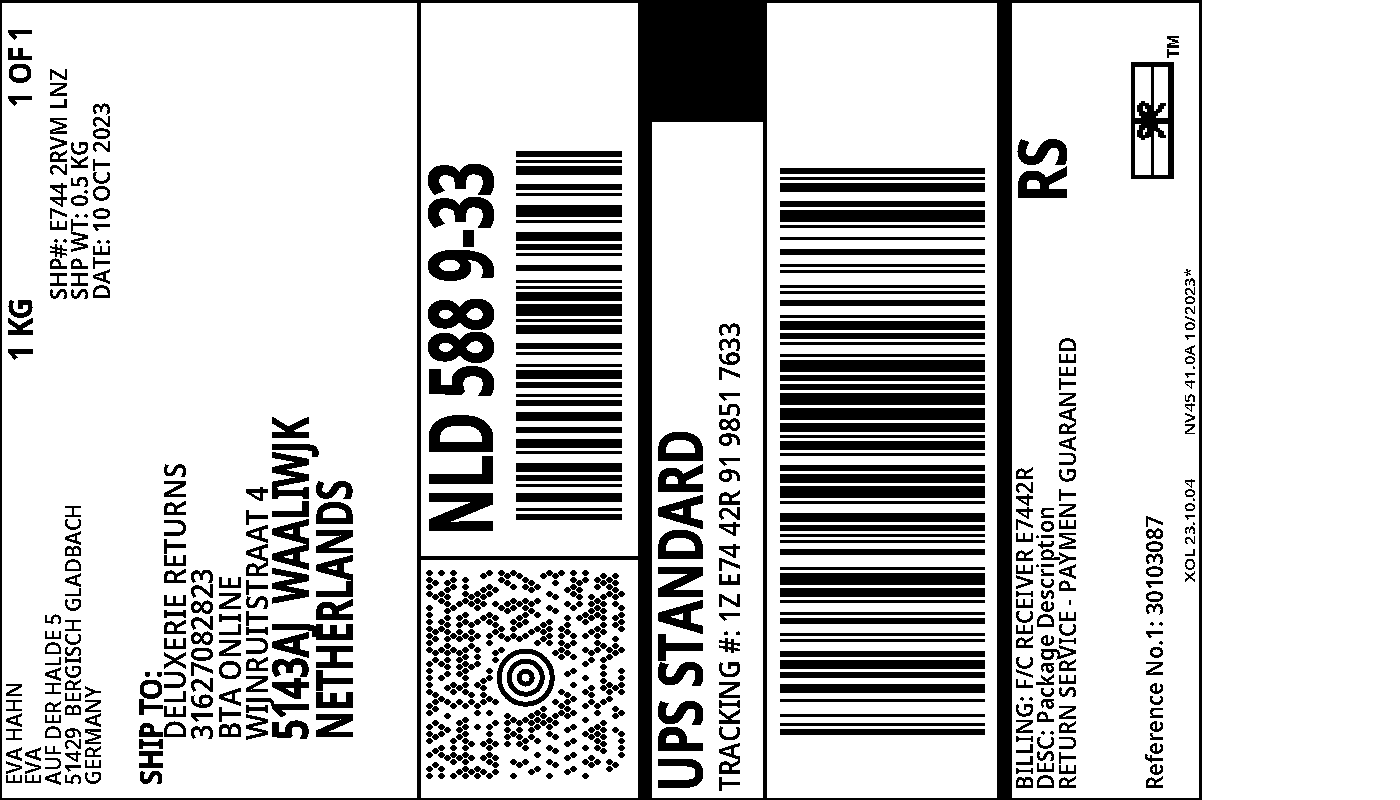 EVA HAHN
EVA
AUF DER HALDE 5
51429 BERGISCH GLADBACH
GERMANY
1 KG
1 OF 1
SHP#: E744 2RVM LNZ
SHP WT: 0.5 KG
DATE: 10 OCT 2023
SHIP TO:
DELUXERIE RETURNS
31627082823
BTA ONLINE
WIJNRUITSTRAAT 4
5143AJ WAALIWJK
NETHERLANDS
NLD 588 9-33
UPS STANDARD
TRACKING #: 1Z E74 42R 91 9851 7633
BILLING: F/C RECEIVER E7442R
DESC: Package Description
RETURN SERVICE - PAYMENT GUARANTEED
RS
Reference No.1: 30103087
XOL 23.10.04
NV45 41.0A 10/2023*
TM